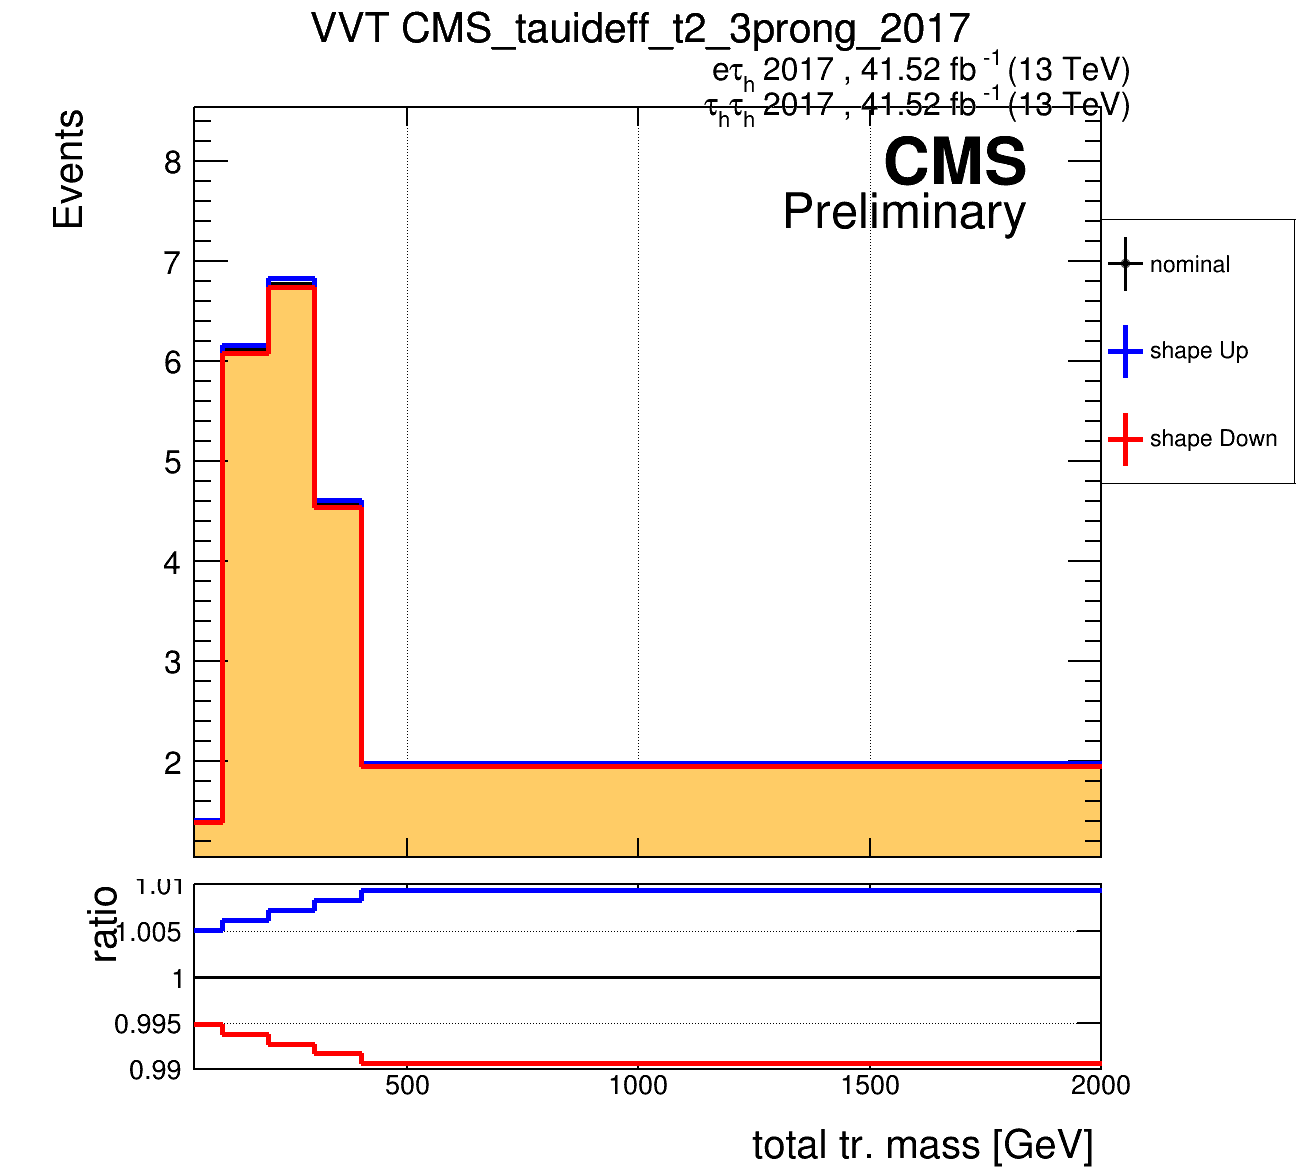 VVT CMS_tauideff_t2_3prong_2017
eτh 2017 , 41.52 fb -1 (13 TeV)
τhτh 2017 , 41.52 fb -1 (13 TeV)
CMS
Preliminary
Events
8
7
6
5
4
3
2
nominal
shape Up
shape Down
ratio
1.01
1.005
1
0.995
0.99
500
1000
1500
2000
total tr. mass [GeV]